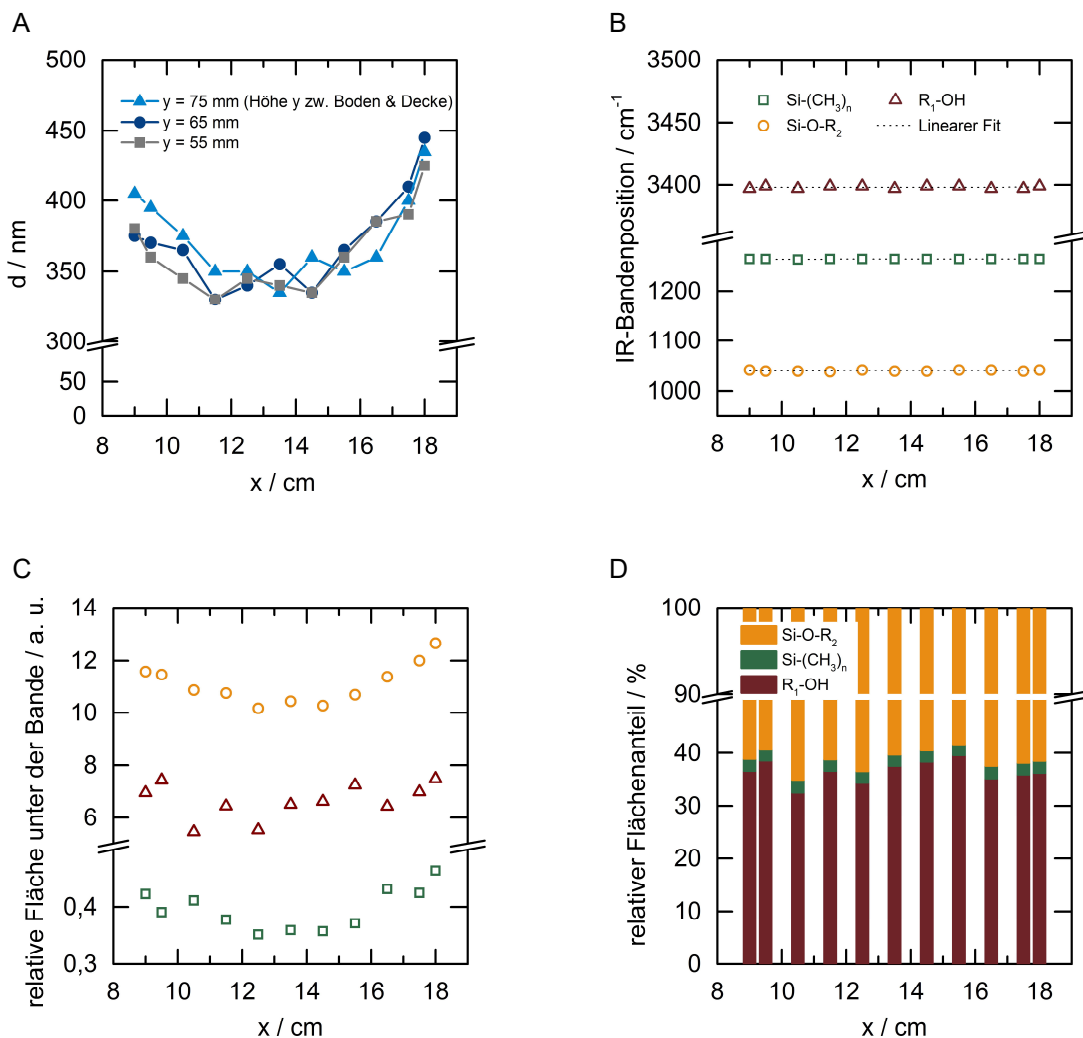 A
d / nm
500
450
400
350
300
50
0
y = 75 mm (Höhe y zw. Boden & Decke)
y = 65 mm
y = 55 mm
8 10 12 14 16 18
x / cm
B
IR-Bandenposition / cm⁻¹
3500
3450
3400
1200
1100
1000
Si-(CH₃)ₙ R₁-OH
Si-O-R₂ Linearer Fit
8 10 12 14 16 18
x / cm
C
relative Fläche unter der Bande / a. u.
14
12
10
8
6
0,4
0,3
8 10 12 14 16 18
x / cm
D
relativer Flächenanteil / %
100
90
40
30
20
10
0
Si-O-R₂
Si-(CH₃)ₙ
R₁-OH
8 10 12 14 16 18
x / cm